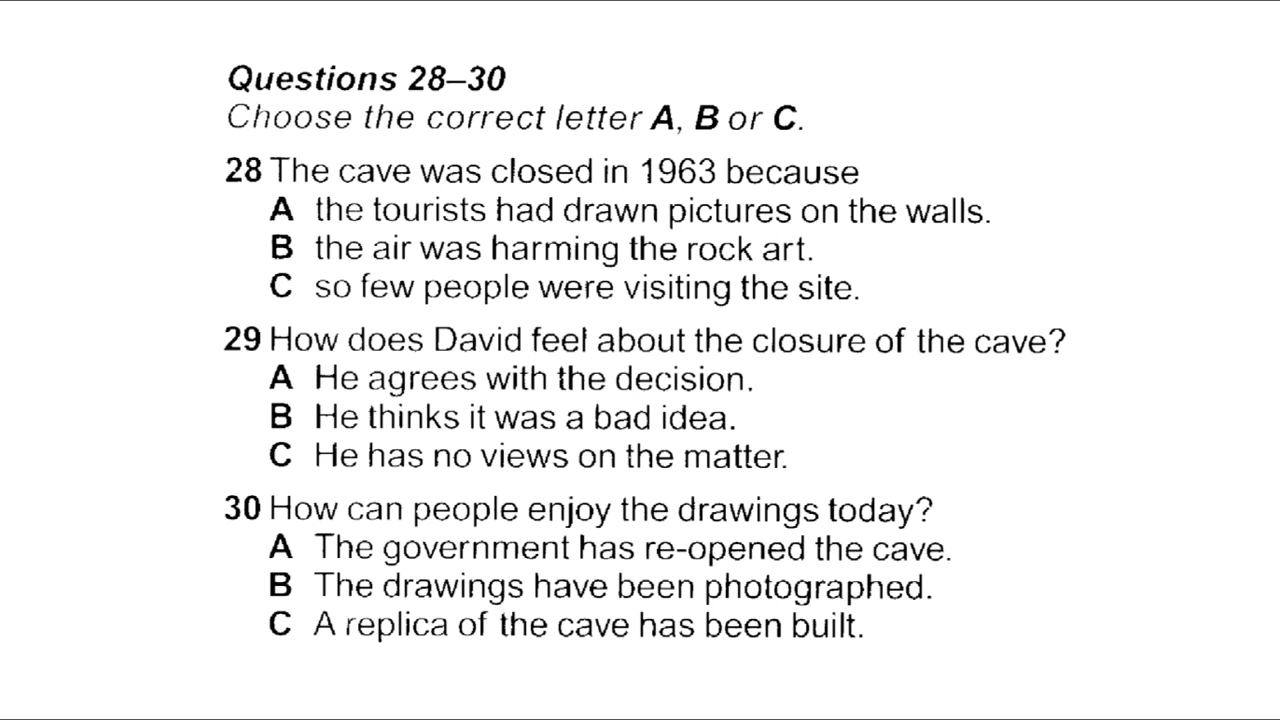 Questions 28–30
Choose the correct letter A, B or C.
28 The cave was closed in 1963 because
A the tourists had drawn pictures on the walls.
B the air was harming the rock art.
C so few people were visiting the site.
29 How does David feel about the closure of the cave?
A He agrees with the decision.
B He thinks it was a bad idea.
C He has no views on the matter.
30 How can people enjoy the drawings today?
A The government has re-opened the cave.
B The drawings have been photographed.
C A replica of the cave has been built.